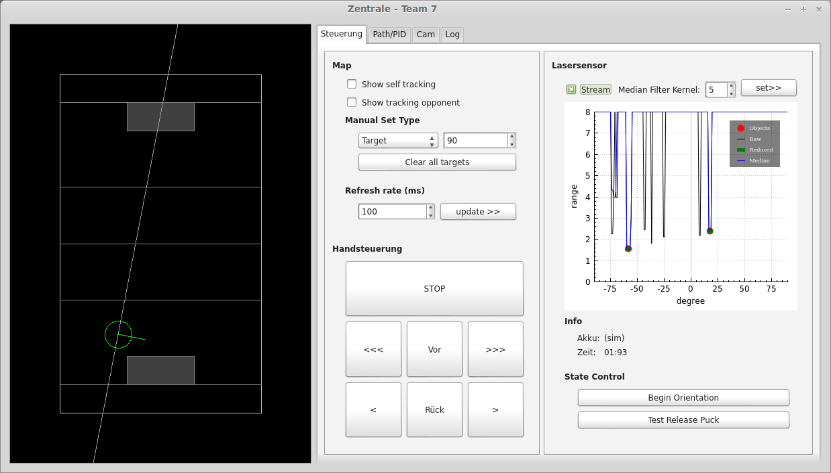 Zentrale - Team 7
Steuerung Path/PID Cam Log
Map
Show self tracking
Show tracking opponent
Manual Set Type
Target 90
Clear all targets
Refresh rate (ms)
100 update >>
Handsteuerung
STOP
<<< Vor >>>
< Rück >
Lasersensor
Stream Median Filter Kernel: 5 set>>
Objects
Raw
Reduced
Median
8
7
6
5
4
3
2
1
0
range
-75 -50 -25 0 25 50 75
degree
Info
Akku: (sim)
Zeit: 01:93
State Control
Begin Orientation
Test Release Puck